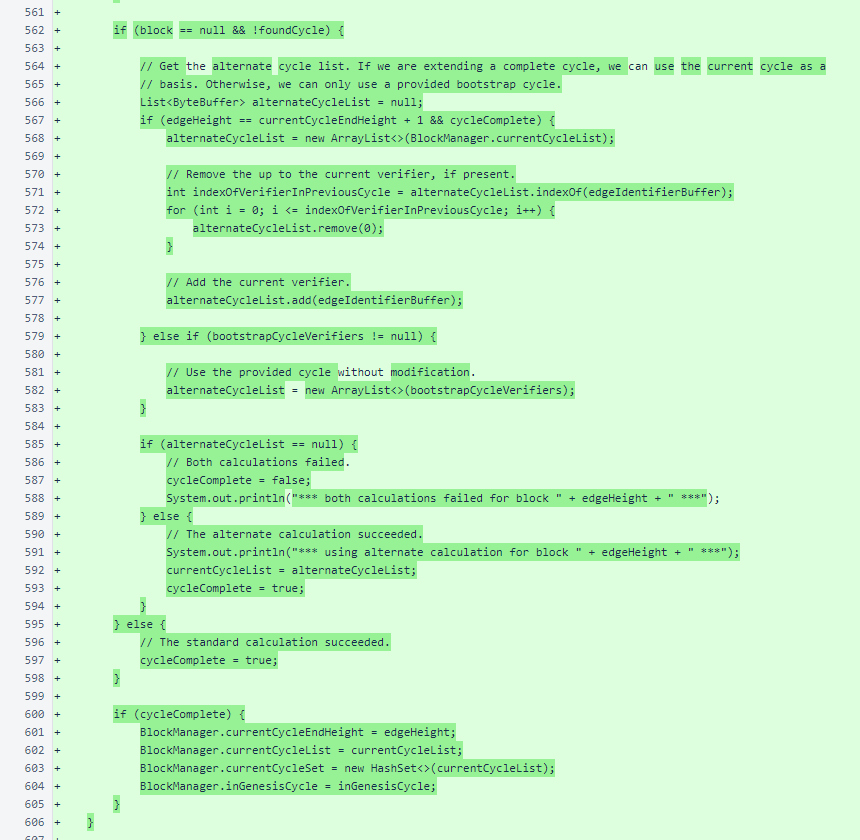 561 +
562 + if (block == null && !foundCycle) {
563 +
564 + // Get the alternate cycle list. If we are extending a complete cycle, we can use the current cycle as a
565 + // basis. Otherwise, we can only use a provided bootstrap cycle.
566 + List<ByteBuffer> alternateCycleList = null;
567 + if (edgeHeight == currentCycleEndHeight + 1 && cycleComplete) {
568 + alternateCycleList = new ArrayList<>(BlockManager.currentCycleList);
569 +
570 + // Remove the up to the current verifier, if present.
571 + int indexOfVerifierInPreviousCycle = alternateCycleList.indexOf(edgeIdentifierBuffer);
572 + for (int i = 0; i <= indexOfVerifierInPreviousCycle; i++) {
573 + alternateCycleList.remove(0);
574 + }
575 +
576 + // Add the current verifier.
577 + alternateCycleList.add(edgeIdentifierBuffer);
578 +
579 + } else if (bootstrapCycleVerifiers != null) {
580 +
581 + // Use the provided cycle without modification.
582 + alternateCycleList = new ArrayList<>(bootstrapCycleVerifiers);
583 + }
584 +
585 + if (alternateCycleList == null) {
586 + // Both calculations failed.
587 + cycleComplete = false;
588 + System.out.println("*** both calculations failed for block " + edgeHeight + " ***");
589 + } else {
590 + // The alternate calculation succeeded.
591 + System.out.println("*** using alternate calculation for block " + edgeHeight + " ***");
592 + currentCycleList = alternateCycleList;
593 + cycleComplete = true;
594 + }
595 + } else {
596 + // The standard calculation succeeded.
597 + cycleComplete = true;
598 + }
599 +
600 + if (cycleComplete) {
601 + BlockManager.currentCycleEndHeight = edgeHeight;
602 + BlockManager.currentCycleList = currentCycleList;
603 + BlockManager.currentCycleSet = new HashSet<>(currentCycleList);
604 + BlockManager.inGenesisCycle = inGenesisCycle;
605 + }
606 + }
607 +